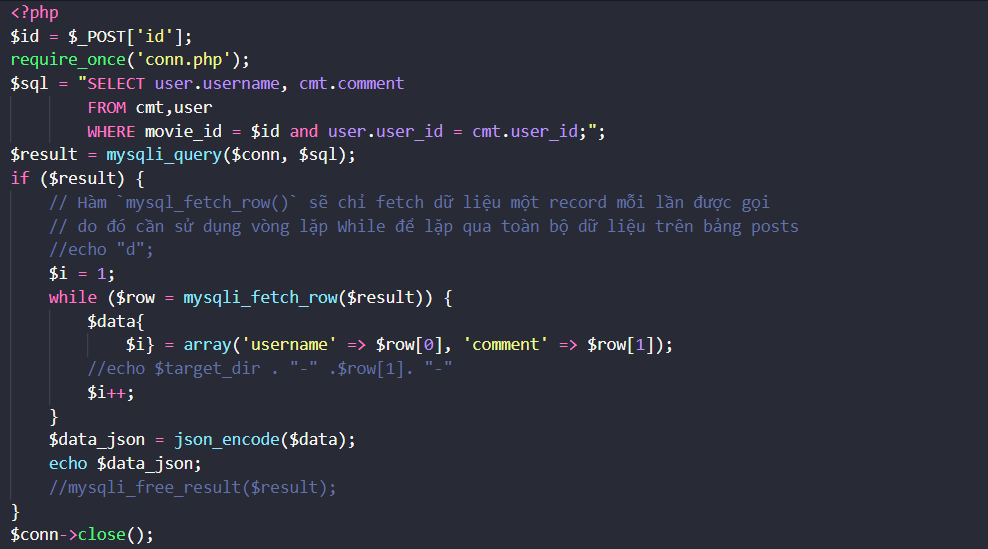 <?php
$id = $_POST['id'];
require_once('conn.php');
$sql = "SELECT user.username, cmt.comment
        FROM cmt,user
        WHERE movie_id = $id and user.user_id = cmt.user_id;";
$result = mysqli_query($conn, $sql);
if ($result) {
    // Hàm `mysql_fetch_row()` sẽ chỉ fetch dữ liệu một record mỗi lần được gọi
    // do đó cần sử dụng vòng lặp While để lặp qua toàn bộ dữ liệu trên bảng posts
    //echo "d";
    $i = 1;
    while ($row = mysqli_fetch_row($result)) {
        $data{
            $i} = array('username' => $row[0], 'comment' => $row[1]);
        //echo $target_dir . "-" .$row[1]. "-"
        $i++;
    }
    $data_json = json_encode($data);
    echo $data_json;
    //mysqli_free_result($result);
}
$conn->close();